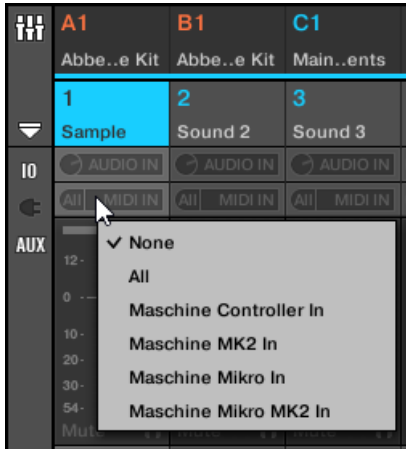 A1 B1 C1
Abbe..e Kit Abbe..e Kit Main..ents
1 2 3
Sample Sound 2 Sound 3
IO AUDIO IN AUDIO IN AUDIO IN
All MIDI IN All MIDI IN All MIDI IN
AUX
✓ None
All
Maschine Controller In
Maschine MK2 In
Maschine Mikro In
Maschine Mikro MK2 In
12-
0
10-
20-
30-
54-
Mute Mute Mute